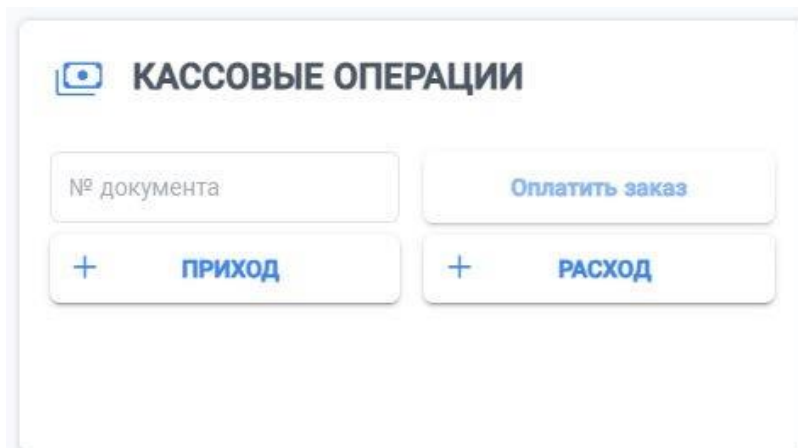 КАССОВЫЕ ОПЕРАЦИИ
№ документа
Оплатить заказ
+ ПРИХОД
+ РАСХОД